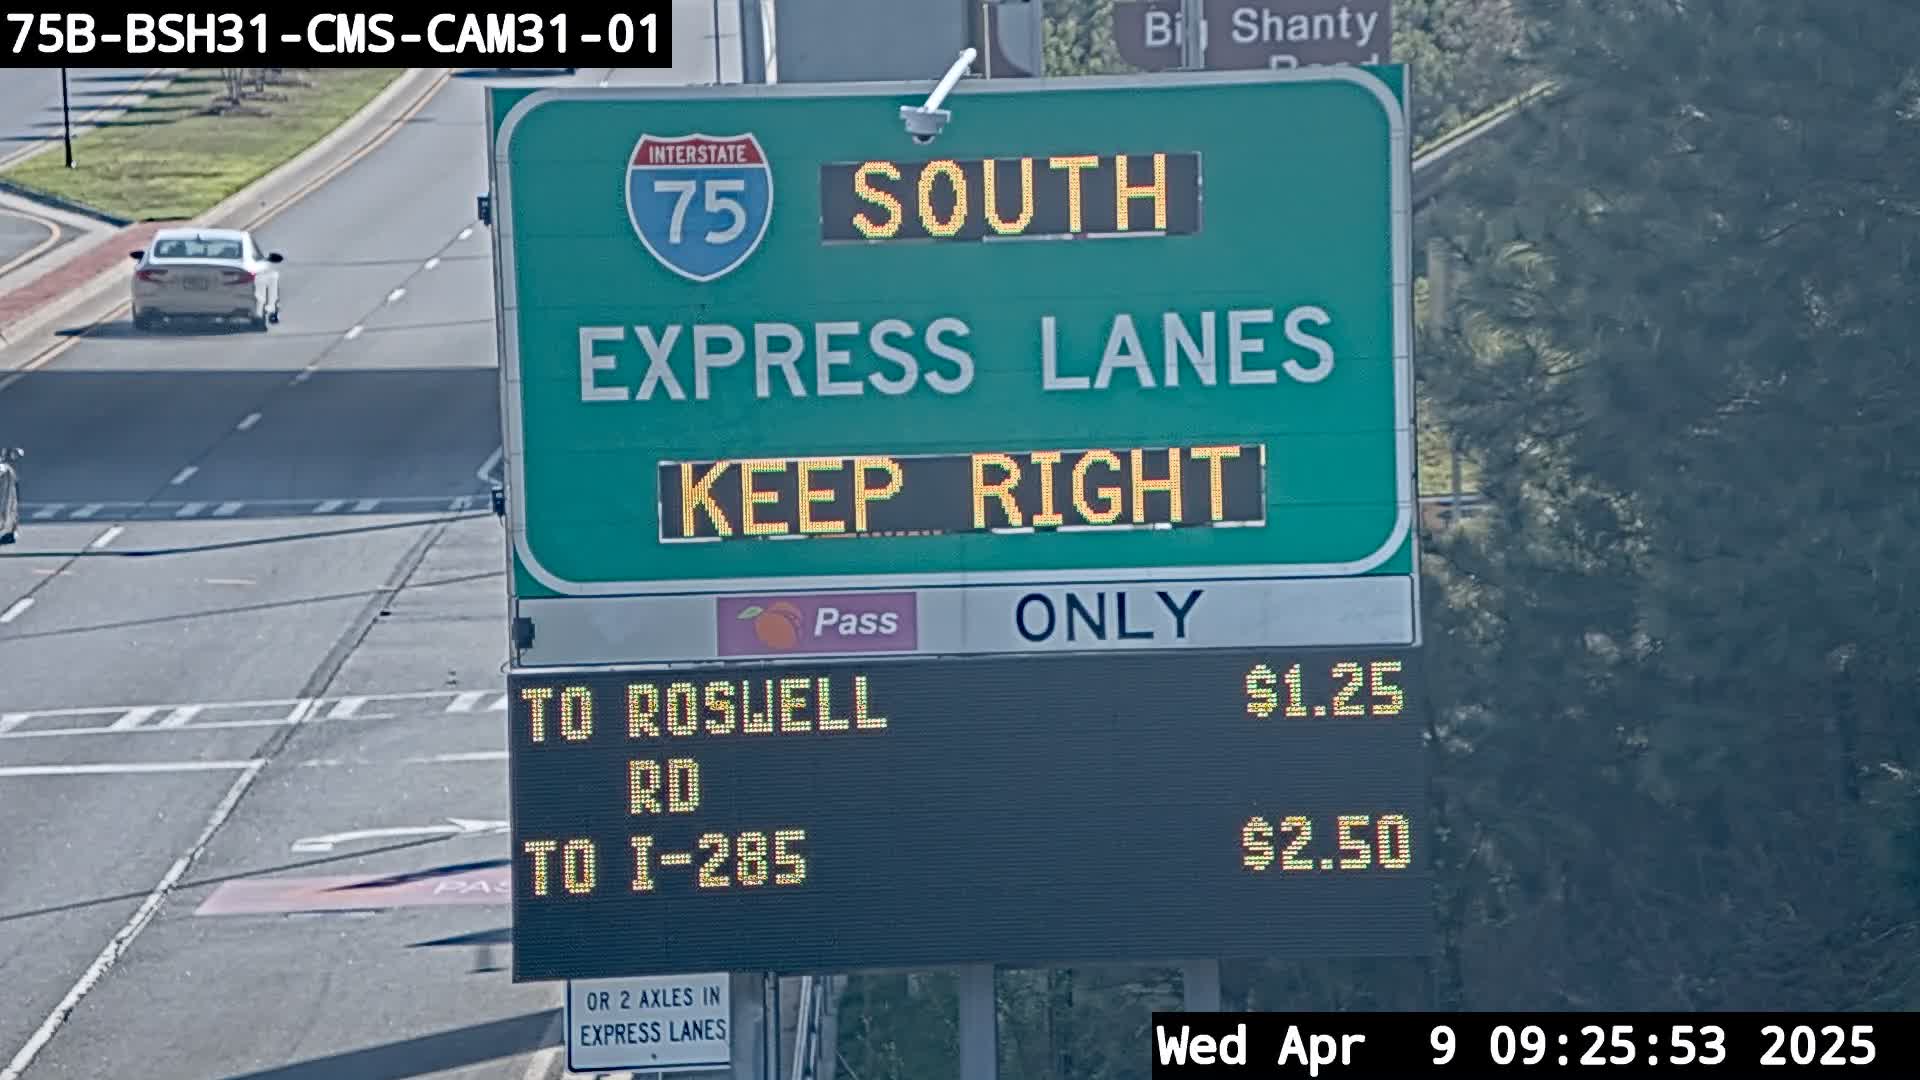 75B-BSH31-CMS-CAM31-01
Big Shanty
Road
INTERSTATE
75
SOUTH
EXPRESS LANES
KEEP RIGHT
Pass
ONLY
TO ROSWELL $1.25
RD
TO I-285 $2.50
PAS
OR 2 AXLES IN
EXPRESS LANES
Wed Apr 9 09:25:53 2025